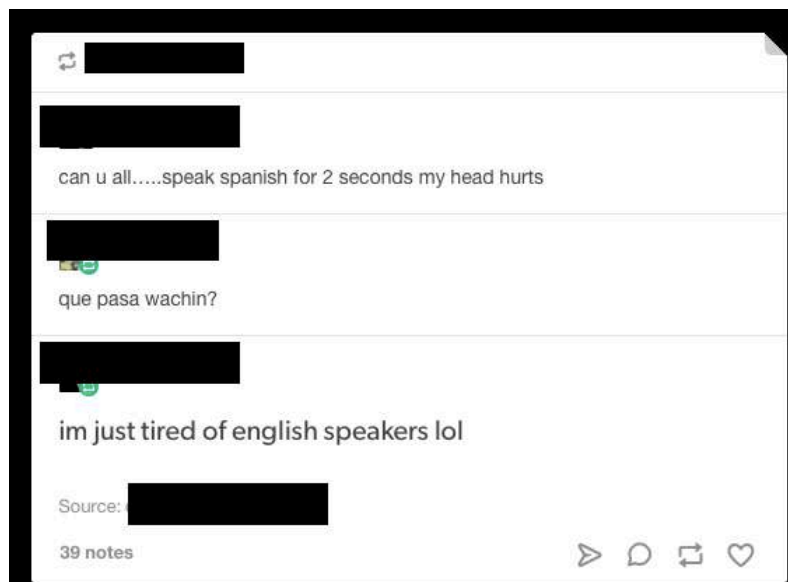 can u all.....speak spanish for 2 seconds my head hurts
que pasa wachin?
im just tired of english speakers lol
Source:
39 notes